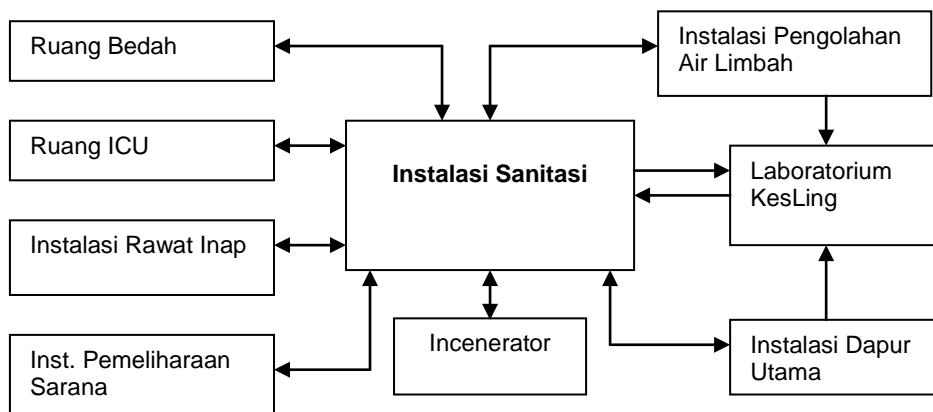 Ruang Bedah
Instalasi Pengolahan
Air Limbah
Ruang ICU
Instalasi Sanitasi
Laboratorium
KesLing
Instalasi Rawat Inap
Inst. Pemeliharaan
Sarana
Incenerator
Instalasi Dapur
Utama